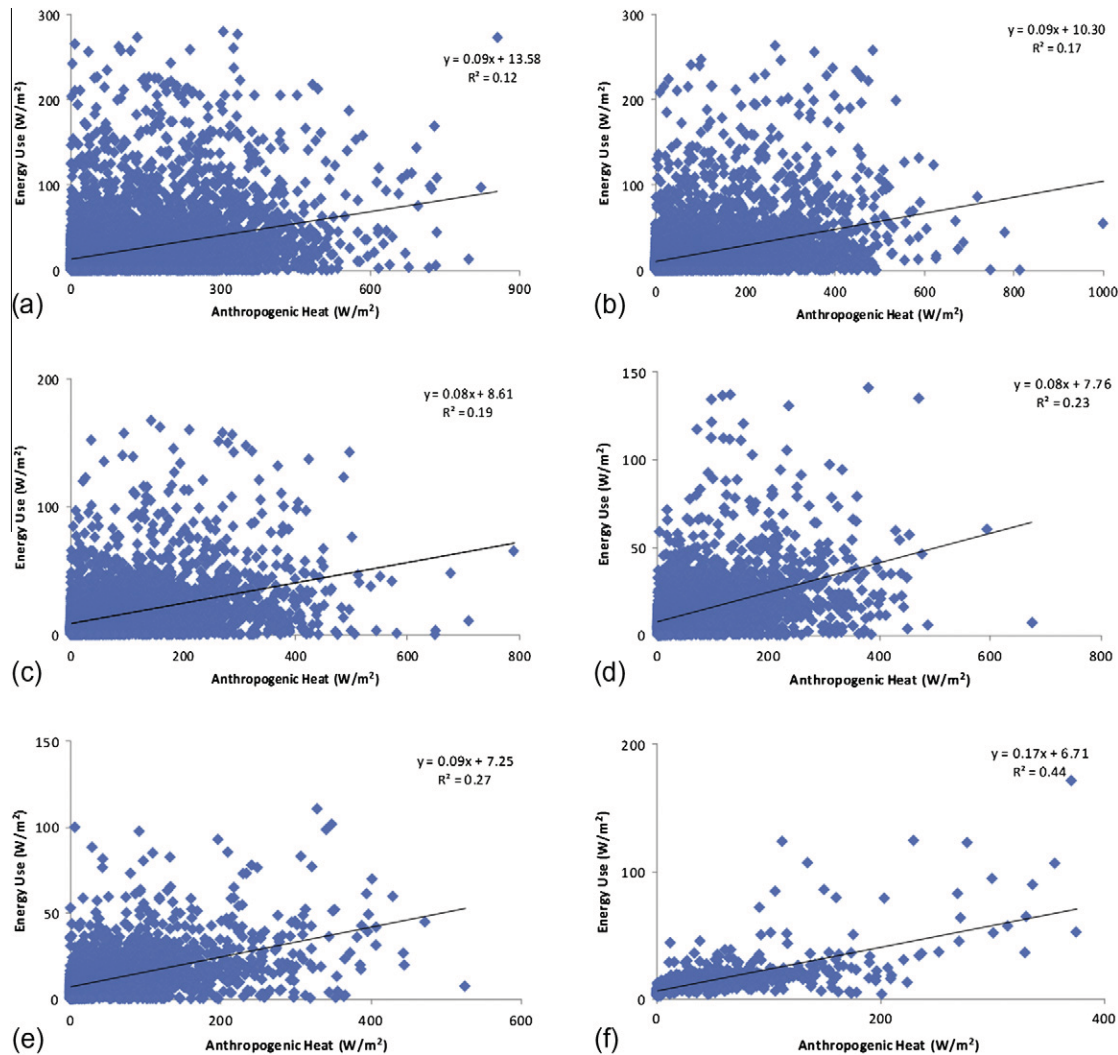 300
200
100
0
0
300
600
900
Energy Use (W/m²)
Anthropogenic Heat (W/m²)
y = 0.09x + 13.58
R² = 0.12
(a)
300
200
100
0
0
200
400
600
800
1000
Energy Use (W/m²)
Anthropogenic Heat (W/m²)
y = 0.09x + 10.30
R² = 0.17
(b)
200
100
0
0
200
400
600
800
Energy Use (W/m²)
Anthropogenic Heat (W/m²)
y = 0.08x + 8.61
R² = 0.19
(c)
150
100
50
0
0
200
400
600
800
Energy Use (W/m²)
Anthropogenic Heat (W/m²)
y = 0.08x + 7.76
R² = 0.23
(d)
150
100
50
0
0
200
400
600
Energy Use (W/m²)
Anthropogenic Heat (W/m²)
y = 0.09x + 7.25
R² = 0.27
(e)
200
100
0
0
200
400
Energy Use (W/m²)
Anthropogenic Heat (W/m²)
y = 0.17x + 6.71
R² = 0.44
(f)